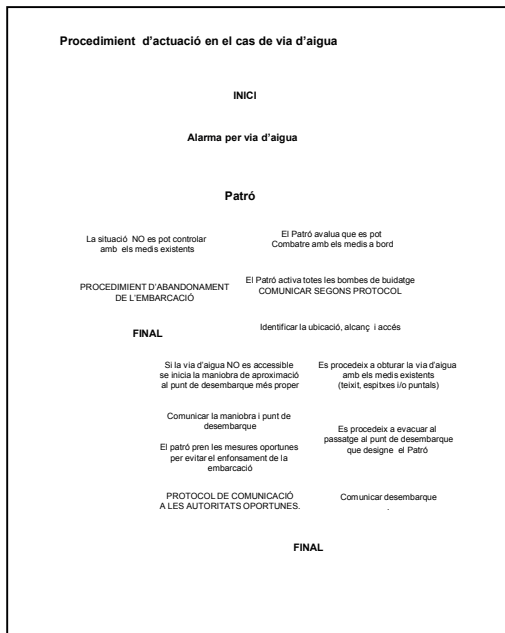 Procedimient d'actuació en el cas de via d'aigua
INICI
Alarma per via d'aigua
Patró
La situació NO es pot controlar
amb els medis existents
El Patró avalua que es pot
Combatre amb els medis a bord
PROCEDIMENT D'ABANDONAMENT
DE L'EMBARCACIÓ
El Patró activa totes les bombes de buidatge
COMUNICAR SEGONS PROTOCOL
FINAL
Identificar la ubicació, alcanç i accés
Si la via d'aigua NO es accessible
se inicia la maniobra de aproximació
al punt de desembarque més proper
Es procedeix a obturar la via d'aigua
amb els medis existents
(teixit, espitxes i/o puntals)
Comunicar la maniobra i punt de
desembarque
El patró pren les mesures oportunes
per evitar el enfonsament de la
embarcació
Es procedeix a evacuar al
passatge al punt de desembarque
que designe el Patró
PROTOCOL DE COMUNICACIÓ
A LES AUTORITATS OPORTUNES.
Comunicar desembarque
.
FINAL